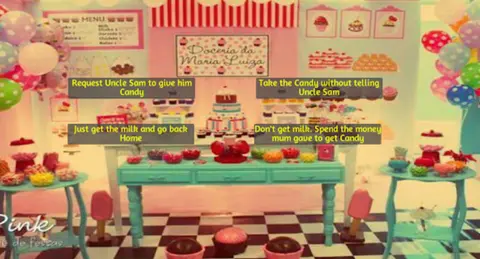 MENU
Doceria da
Maria Luiza
Request Uncle Sam to give him
Candy
Take the Candy without telling
Uncle Sam
Just get the milk and go back
Home
Don't get milk. Spend the money
mum gave to get Candy
Pink